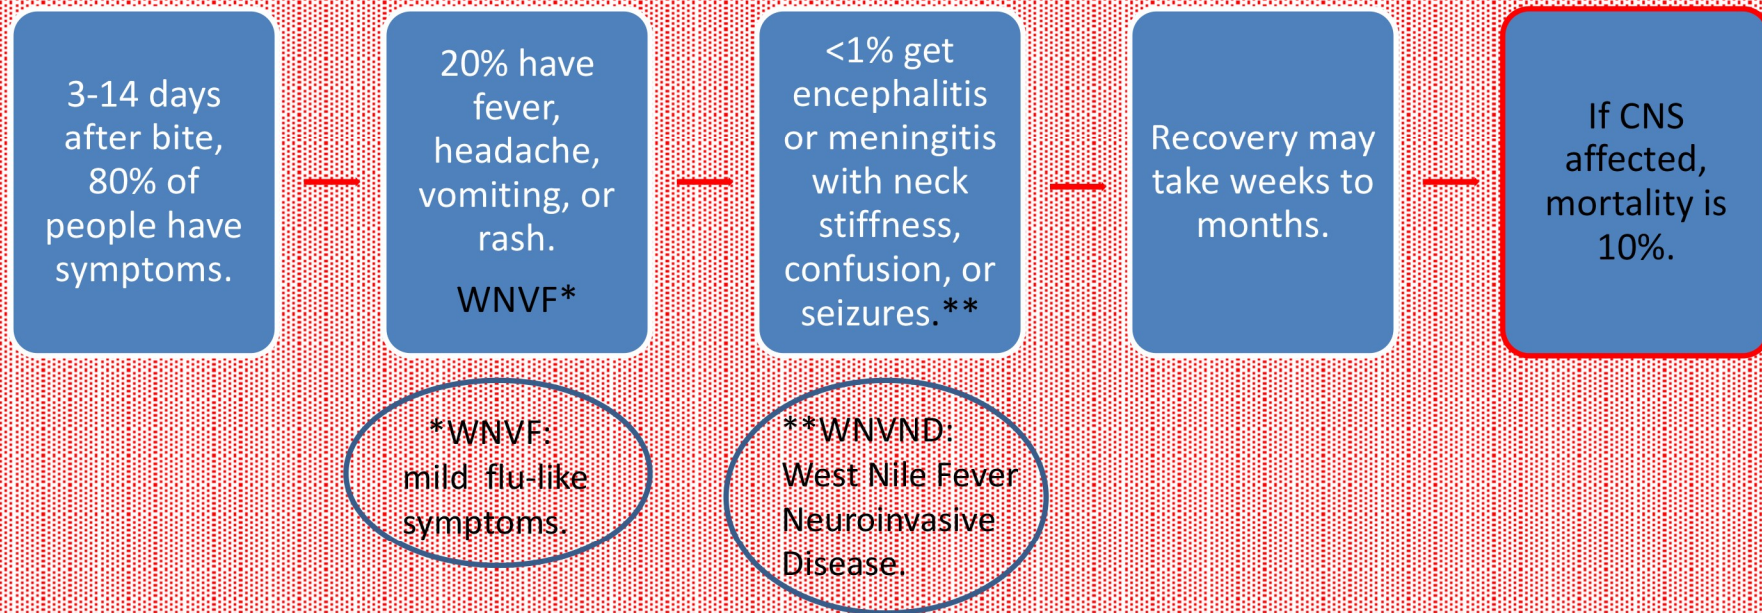 3-14 days
after bite,
80% of
people have
symptoms.
20% have
fever,
headache,
vomiting, or
rash.
WNVF*
<1% get
encephalitis
or meningitis
with neck
stiffness,
confusion, or
seizures.**
Recovery may
take weeks to
months.
If CNS
affected,
mortality is
10%.
*WNVF:
mild flu-like
symptoms.
**WNVND:
West Nile Fever
Neuroinvasive
Disease.